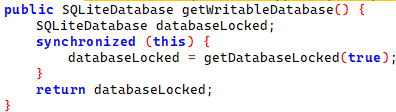 public SQLiteDatabase getWritableDatabase() {
    SQLiteDatabase databaseLocked;
    synchronized (this) {
        databaseLocked = getDatabaseLocked(true);
    }
    return databaseLocked;
}